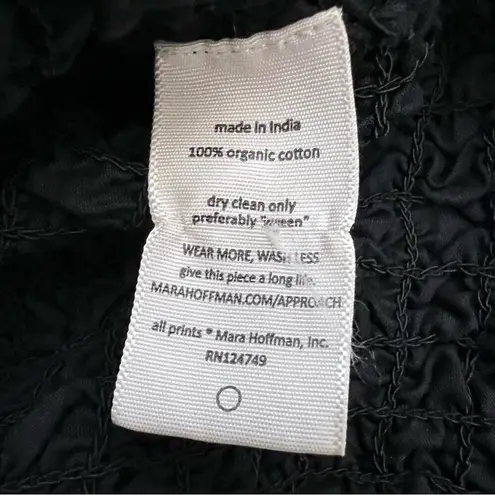 made in India
100% organic cotton
dry clean only
preferably "ween"
WEAR MORE, WASH LESS
give this piece a long life.
MARAHOFFMAN.COM/APPROACH
all prints ® Mara Hoffman, Inc.
RN124749